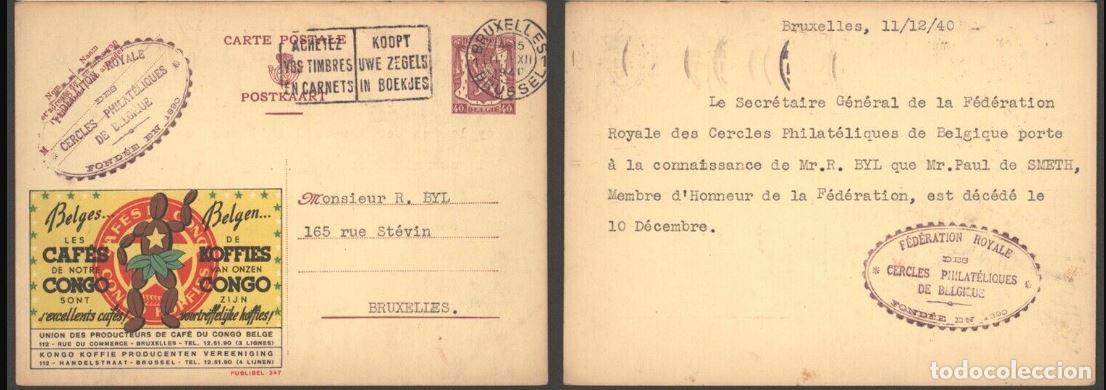 CARTE POSTALE
POSTKAART
ACHETEZ
VOS TIMBRES
EN CARNETS
KOOPT
UWE ZEGELS
IN BOEKJES
BRUXELLES 1
BRUSSEL
40 BELGIE 40
FÉDÉRATION ROYALE
DES
CERCLES PHILATÉLIQUES
DE BELGIQUE
FONDÉE EN 1890
Belges...
LES
CAFÉS
DE NOTRE
CONGO
SONT
d'excellents cafés!
Belgen...
DE
KOFFIES
VAN ONZEN
CONGO
ZIJN
voortreffelijke koffies!
UNION DES PRODUCTEURS DE CAFÉ DU CONGO BELGE
112 - RUE DU COMMERCE - BRUXELLES - TEL. 12.51.90 (3 LIGNES)
KONGO KOFFIE PRODUCENTEN VEREENIGING
112 - HANDELSTRAAT - BRUSSEL - TEL. 12.51.90 (4 LIJNEN)
PUBLIBEL 347
Monsieur R. BYL
165 rue Stévin
BRUXELLES.
Bruxelles, 11/12/40
Le Secrétaire Général de la Fédération
Royale des Cercles Philatéliques de Belgique porte
à la connaissance de Mr.R. BYL que Mr.Paul de SMETH,
Membre d'Honneur de la Fédération, est décédé le
10 Décembre.
FÉDÉRATION ROYALE
DES
CERCLES PHILATÉLIQUES
DE BELGIQUE
FONDÉE EN 1890
todocoleccion